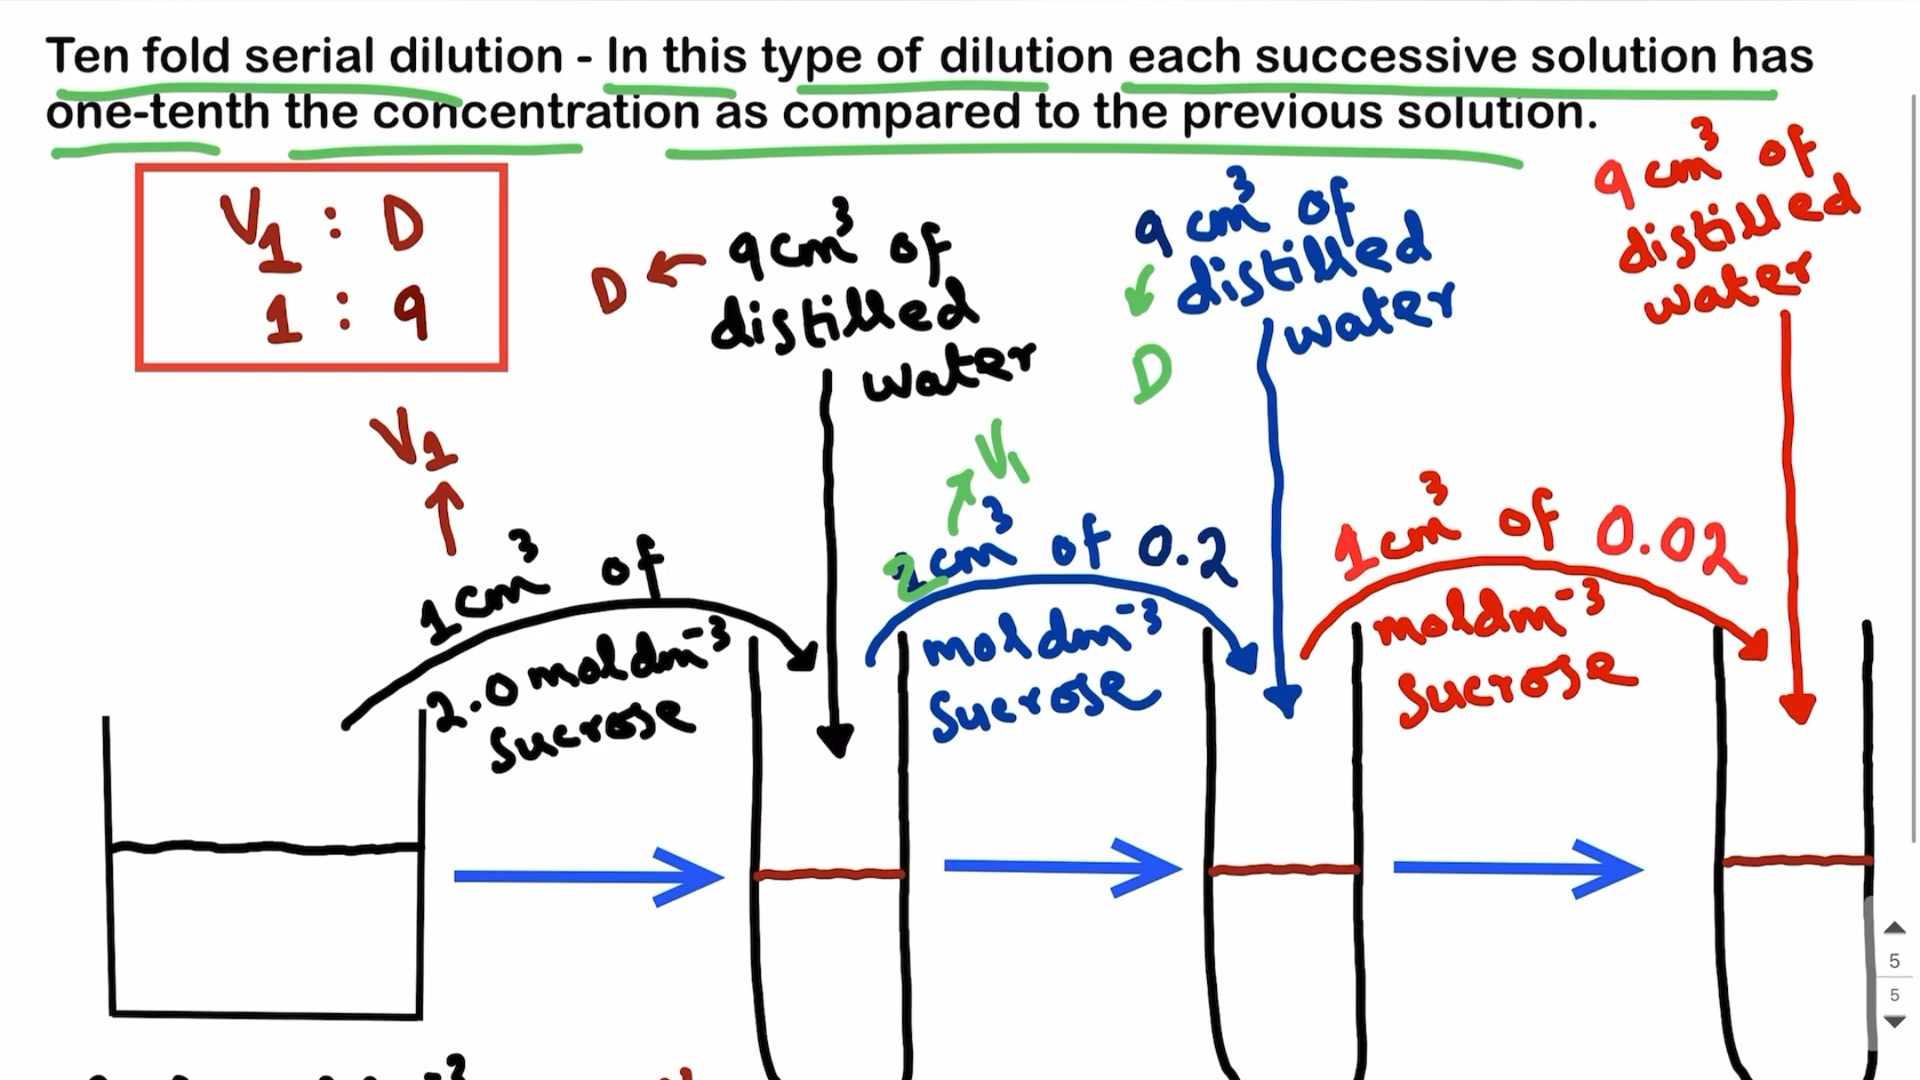 Ten fold serial dilution - In this type of dilution each successive solution has
one-tenth the concentration as compared to the previous solution.
V₁ : D
1 : 9
V₁
1cm³ of
2.0 moldm⁻³
Sucrose
D ← 9cm³ of
distilled
water
V₁
cm³ of 0.2
moldm⁻³
Sucrose
9 cm³ of
distilled
water
D
1cm³ of 0.02
moldm⁻³
Sucrose
9 cm³ of
distilled
water
5
5